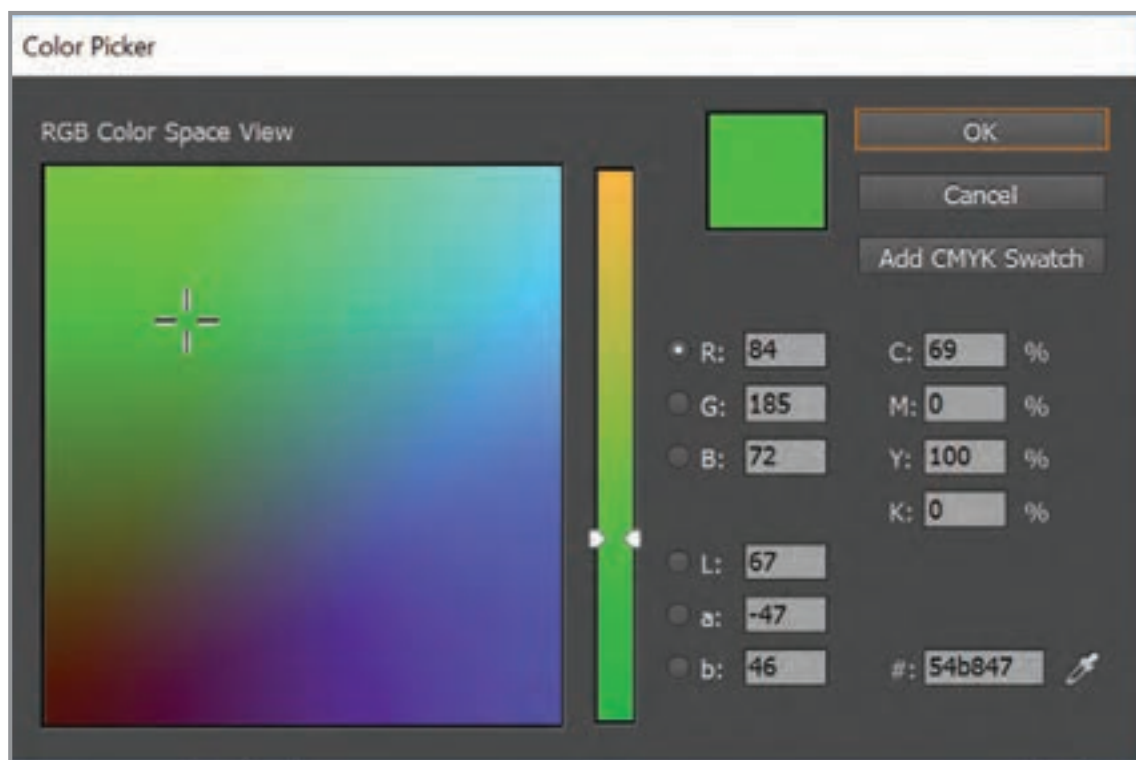 Color Picker
RGB Color Space View
OK
Cancel
Add CMYK Swatch
R: 84
C: 69 %
G: 185
M: 0 %
B: 72
Y: 100 %
K: 0 %
L: 67
a: -47
b: 46
#: 54b847